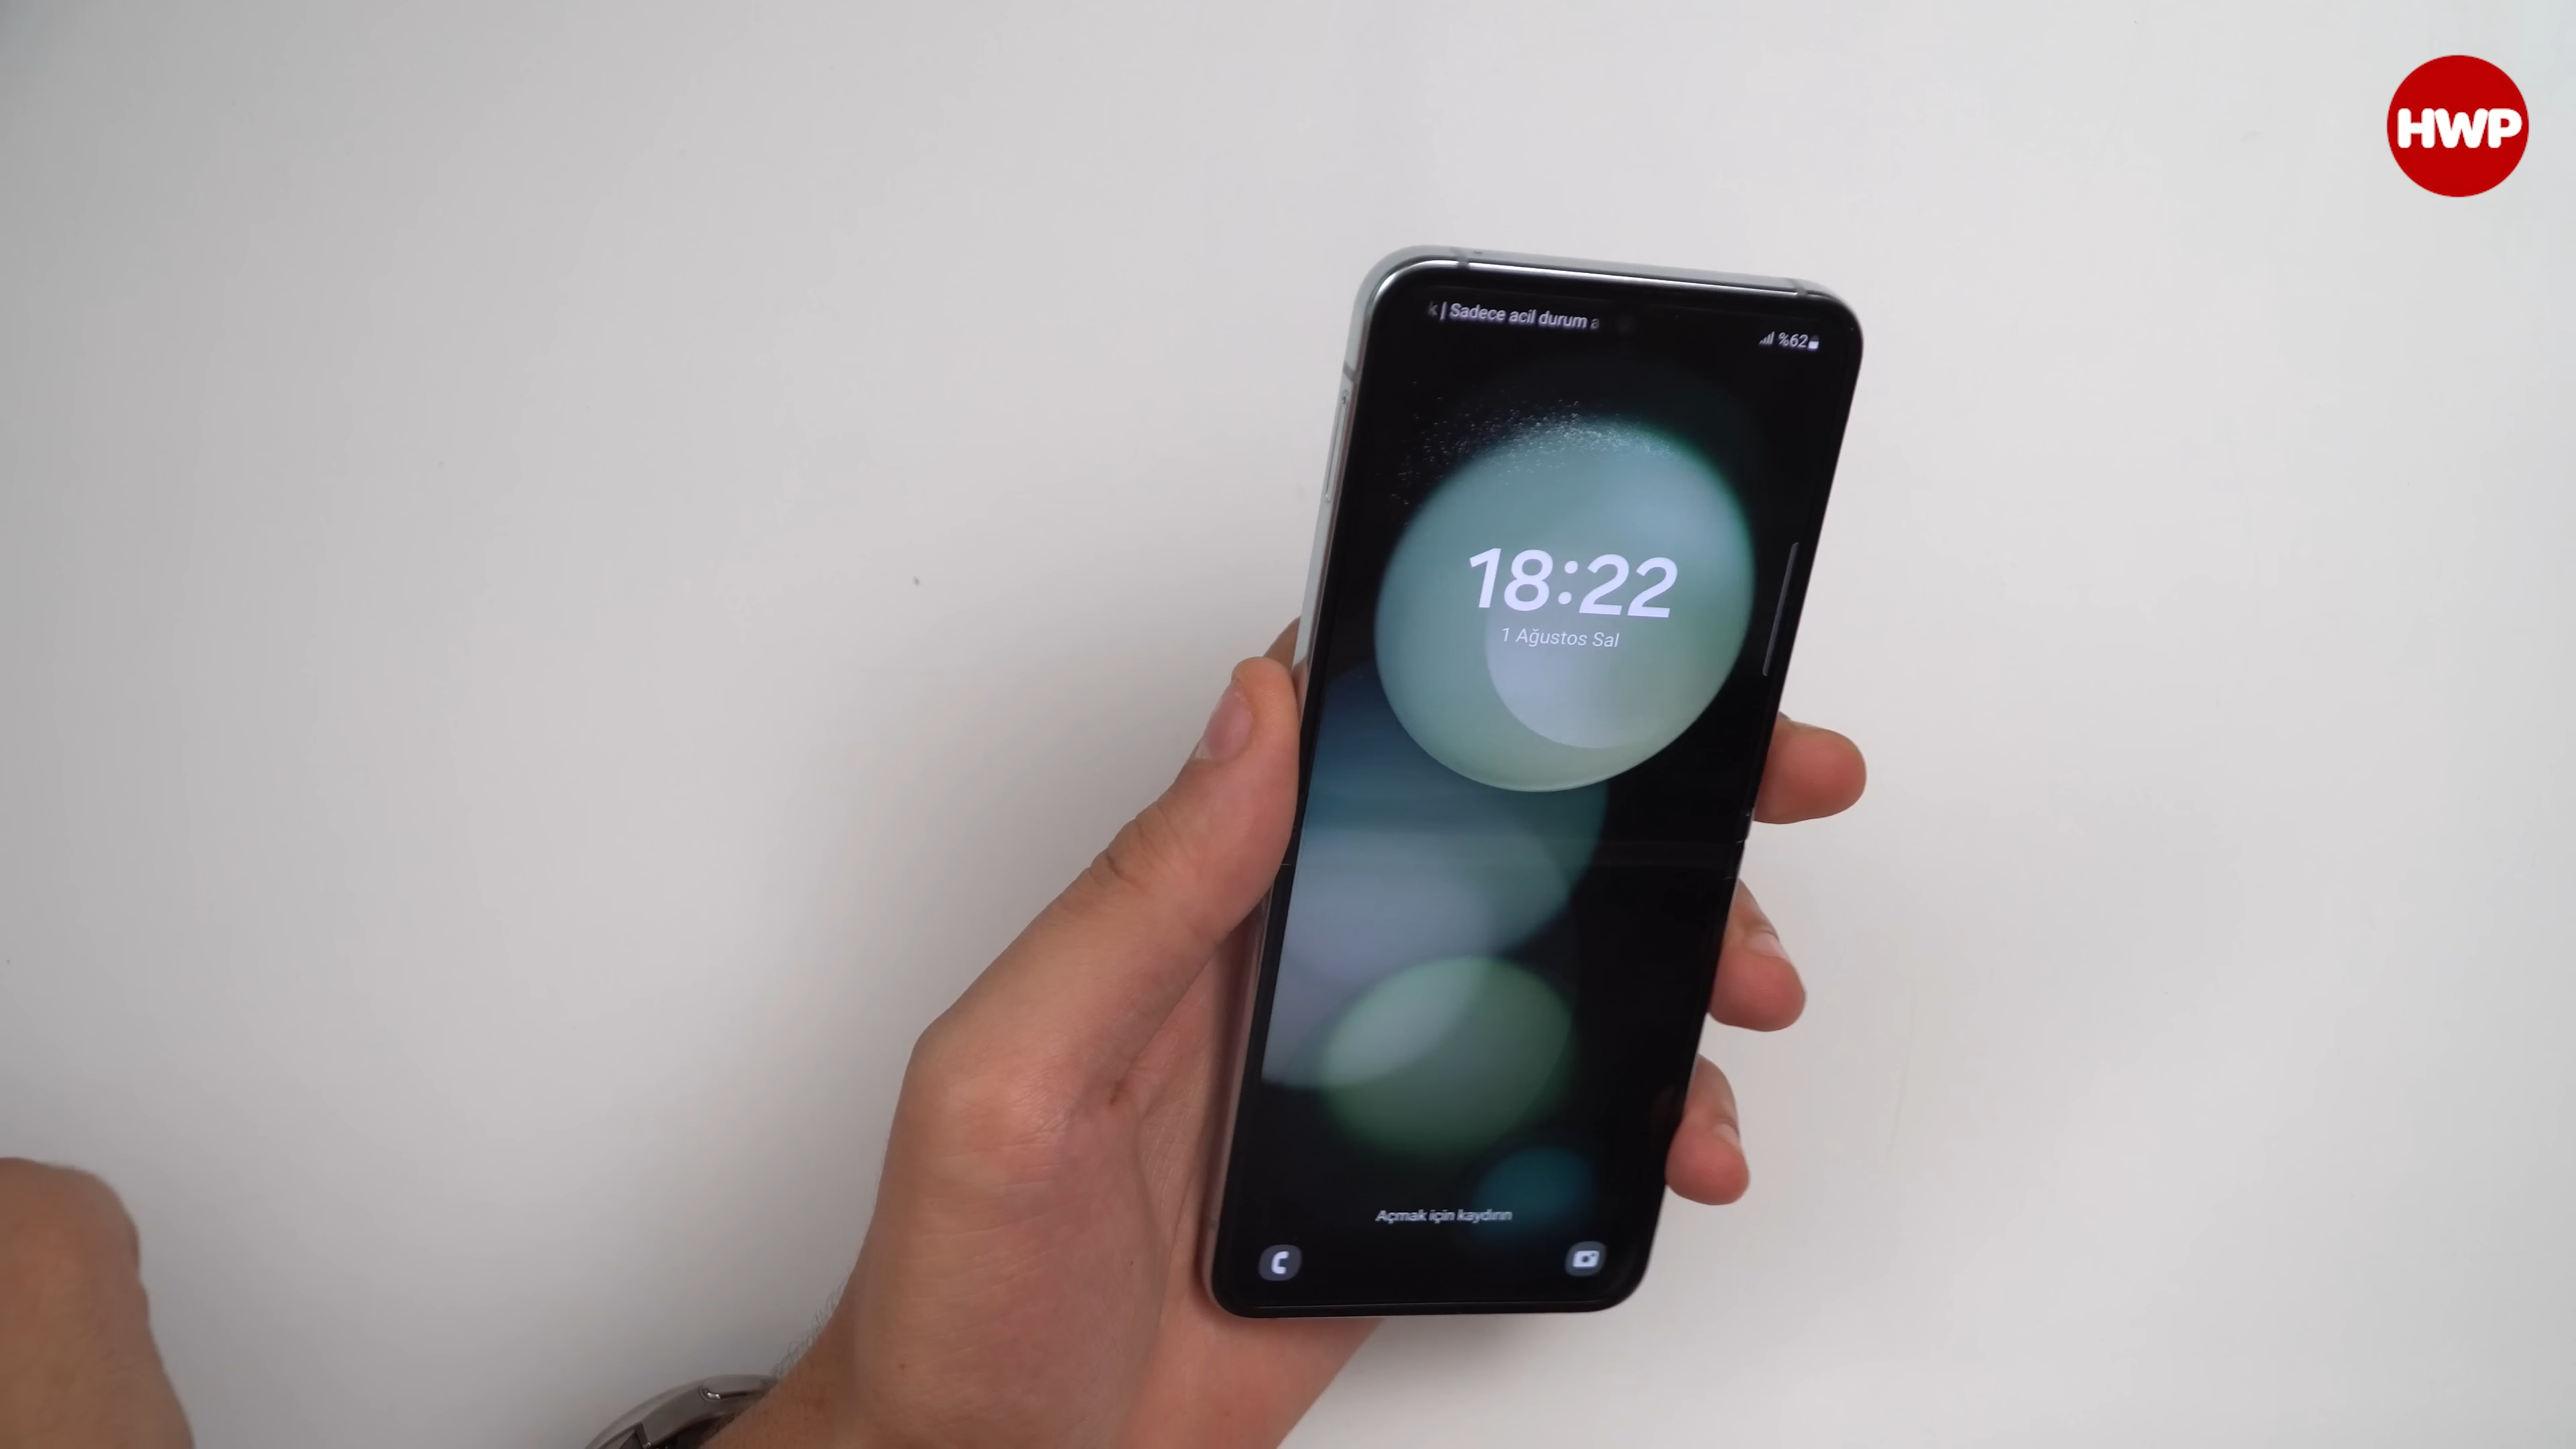 HWP
k | Sadece acil durum a
%62
18:22
1 Ağustos Sal
Açmak için kaydırın